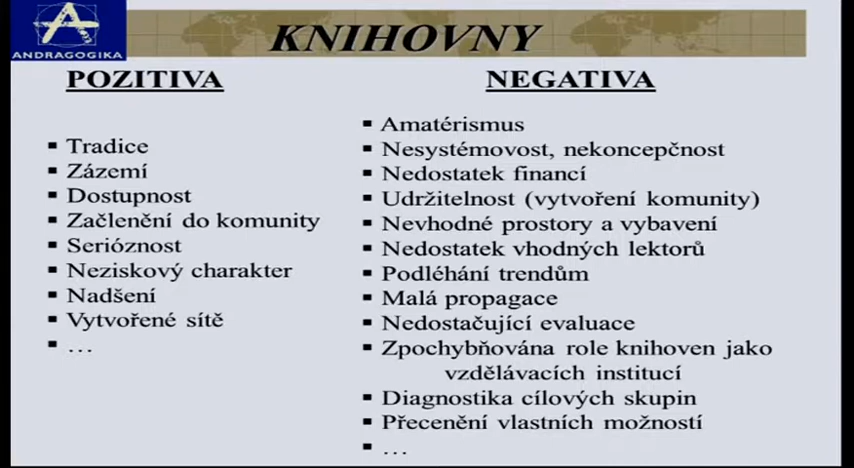 ANDRAGOGIKA
KNIHOVNY
POZITIVA
▪ Tradice
▪ Zázemí
▪ Dostupnost
▪ Začlenění do komunity
▪ Serióznost
▪ Neziskový charakter
▪ Nadšení
▪ Vytvořené sítě
▪ …
NEGATIVA
▪ Amatérismus
▪ Nesystémovost, nekoncepčnost
▪ Nedostatek financí
▪ Udržitelnost (vytvoření komunity)
▪ Nevhodné prostory a vybavení
▪ Nedostatek vhodných lektorů
▪ Podléhání trendům
▪ Malá propagace
▪ Nedostačující evaluace
▪ Zpochybňována role knihoven jako
vzdělávacích institucí
▪ Diagnostika cílových skupin
▪ Přecenění vlastních možností
▪ …